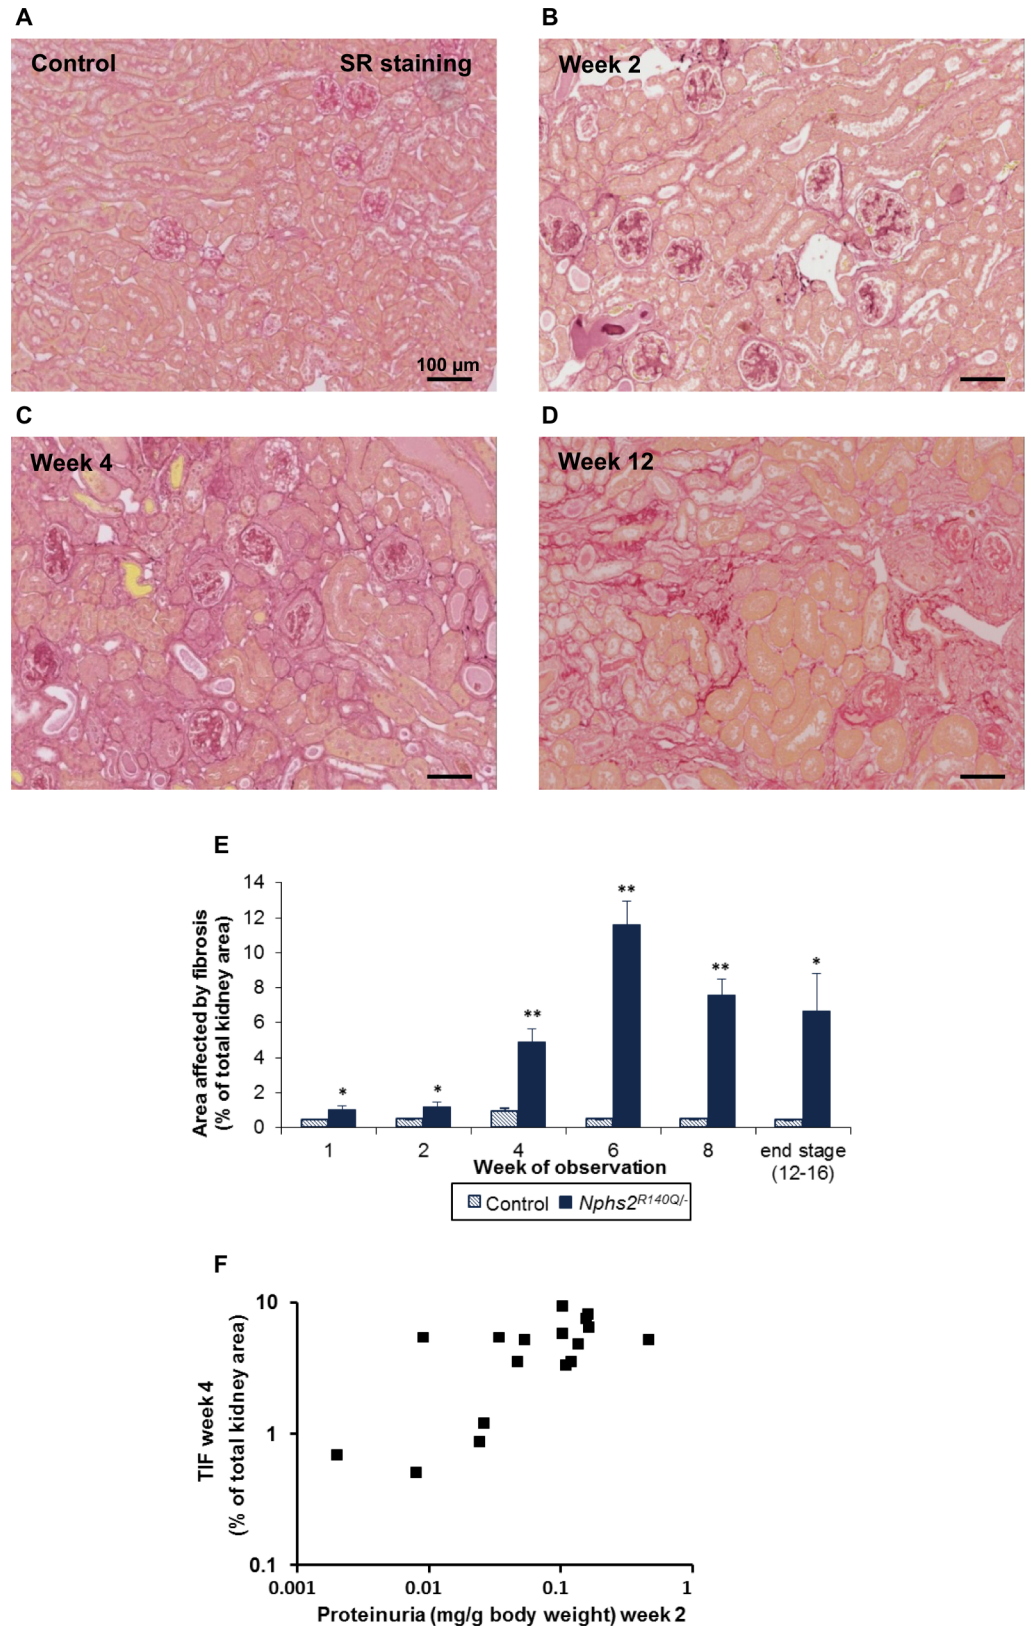 A
Control
SR staining
100 µm
B
Week 2
C
Week 4
D
Week 12
E
Area affected by fibrosis
(% of total kidney area)
14
12
10
8
6
4
2
0
*
*
**
**
**
*
1
2
4
6
8
end stage
(12-16)
Week of observation
Control
Nphs2R140Q/-
F
TIF week 4
(% of total kidney area)
10
1
0.1
0.001
0.01
0.1
1
Proteinuria (mg/g body weight) week 2